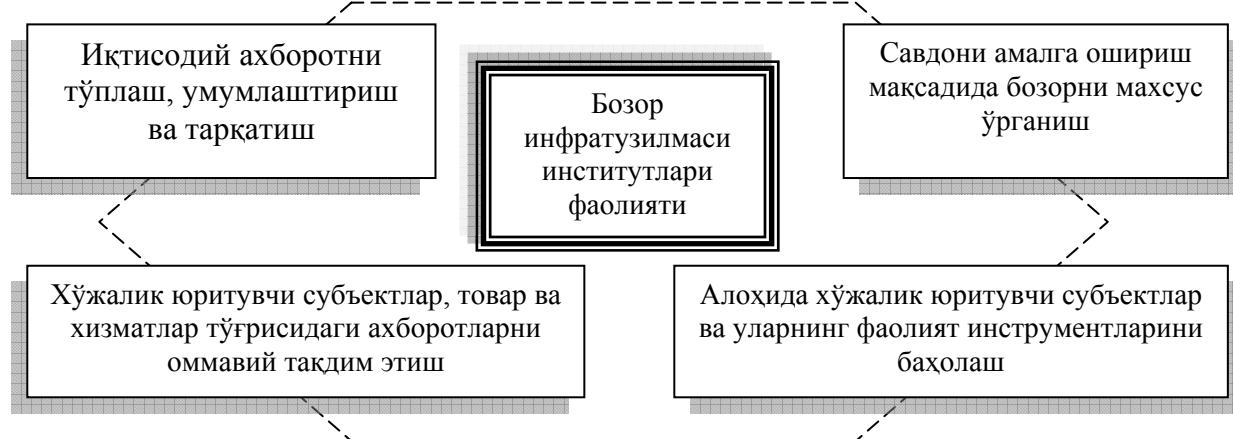 Иқтисодий ахборотни
тўплаш, умумлаштириш
ва тарқатиш
Бозор
инфратузилмаси
институтлари
фаолияти
Савдони амалга ошириш
мақсадида бозорни махсус
ўрганиш
Хўжалик юритувчи субъектлар, товар ва
хизматлар тўғрисидаги ахборотларни
оммавий тақдим этиш
Алоҳида хўжалик юритувчи субъектлар
ва уларнинг фаолият инструментларини
баҳолаш